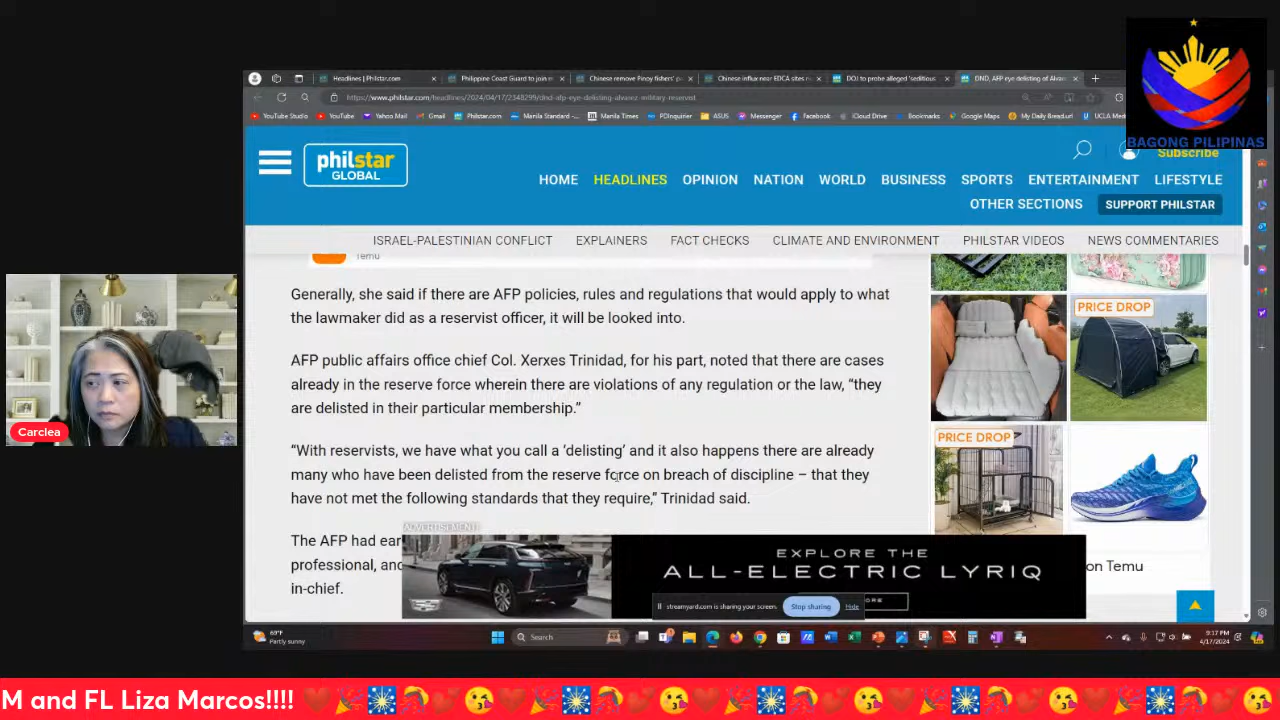 Headlines | Philstar.com
Philippine Coast Guard to join
Chinese remove Pinoy fishers'
Chinese influx near EDCA sites
DOJ to probe alleged 'seditious'
DND, AFP eye delisting of Alvarez
https://www.philstar.com/headlines/2024/04/17/2348299/dnd-afp-eye-delisting-alvarez-military-reservist
YouTube Studio
YouTube
Yahoo Mail
Gmail
Philstar.com
Manila Standard
Manila Times
PDInquirer
ASUS
Messenger
Facebook
iCloud Drive
Bookmarks
Google Maps
My Daily Bread
UCLA Med
BAGONG PILIPINAS
philstar
GLOBAL
Subscribe
HOME HEADLINES OPINION NATION WORLD BUSINESS SPORTS ENTERTAINMENT LIFESTYLE
OTHER SECTIONS SUPPORT PHILSTAR
ISRAEL-PALESTINIAN CONFLICT EXPLAINERS FACT CHECKS CLIMATE AND ENVIRONMENT PHILSTAR VIDEOS NEWS COMMENTARIES
Temu
Generally, she said if there are AFP policies, rules and regulations that would apply to what
the lawmaker did as a reservist officer, it will be looked into.
AFP public affairs office chief Col. Xerxes Trinidad, for his part, noted that there are cases
already in the reserve force wherein there are violations of any regulation or the law, “they
are delisted in their particular membership.”
“With reservists, we have what you call a ‘delisting’ and it also happens there are already
many who have been delisted from the reserve force on breach of discipline – that they
have not met the following standards that they require,” Trinidad said.
The AFP had ear
professional, and
in-chief.
PRICE DROP
PRICE DROP
on Temu
ADVERTISEMENT
EXPLORE THE
ALL-ELECTRIC LYRIQ
streamyard.com is sharing your screen.
Stop sharing
Hide
Carclea
69°F
Partly sunny
Search
9:17 PM
4/17/2024
M and FL Liza Marcos!!!!